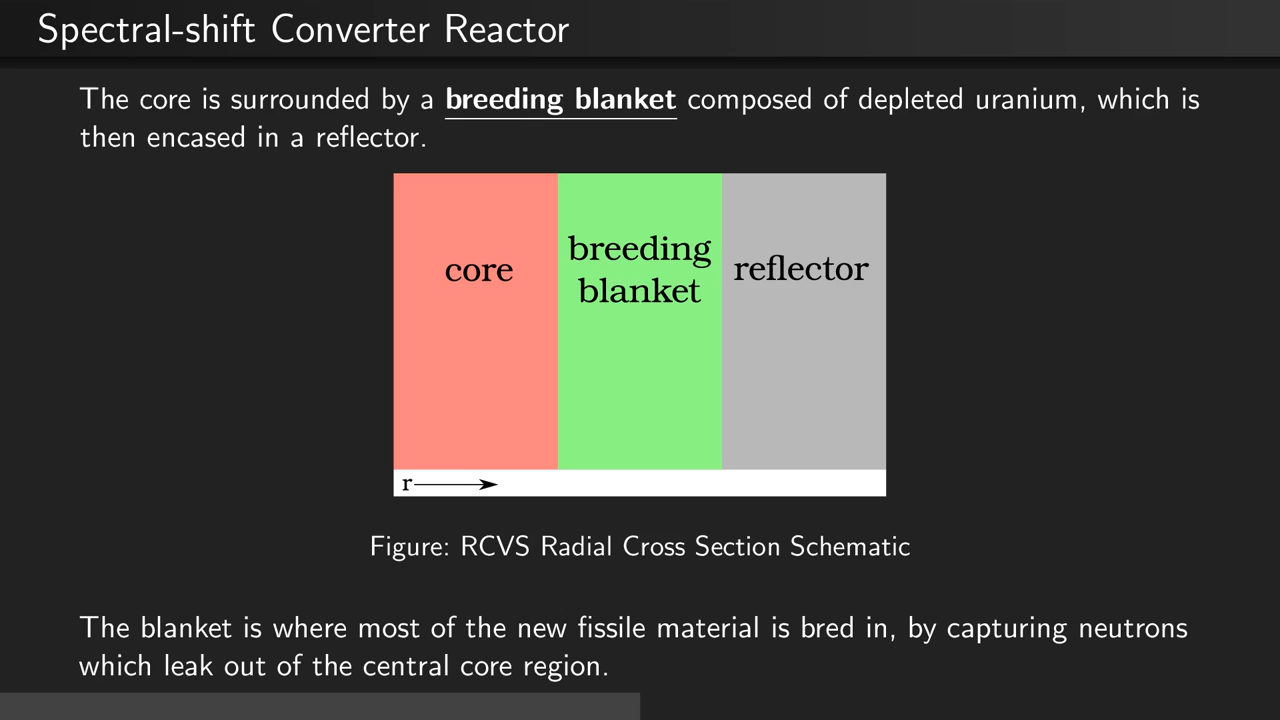 Spectral-shift Converter Reactor
The core is surrounded by a breeding blanket composed of depleted uranium, which is
then encased in a reflector.
core
breeding
blanket
reflector
r
Figure: RCVS Radial Cross Section Schematic
The blanket is where most of the new fissile material is bred in, by capturing neutrons
which leak out of the central core region.